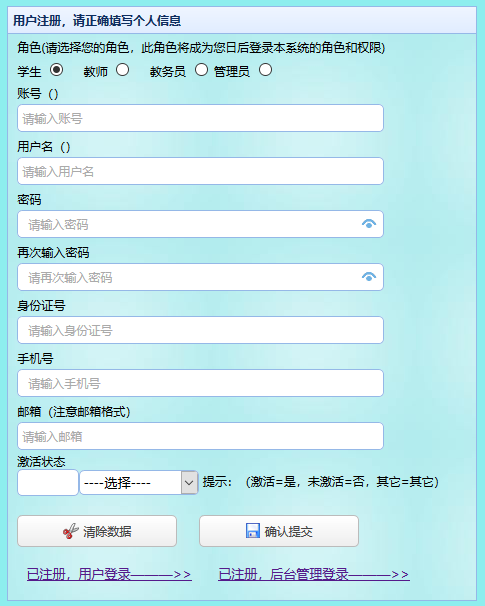 用户注册，请正确填写个人信息
角色(请选择您的角色，此角色将成为您日后登录本系统的角色和权限)
学生 教师 教务员 管理员
账号（）
请输入账号
用户名（）
请输入用户名
密码
请输入密码
再次输入密码
请再次输入密码
身份证号
请输入身份证号
手机号
请输入手机号
邮箱（注意邮箱格式）
请输入邮箱
激活状态
----选择---- 提示：（激活=是，未激活=否，其它=其它）
清除数据 确认提交
已注册，用户登录———>> 已注册，后台管理登录———>>